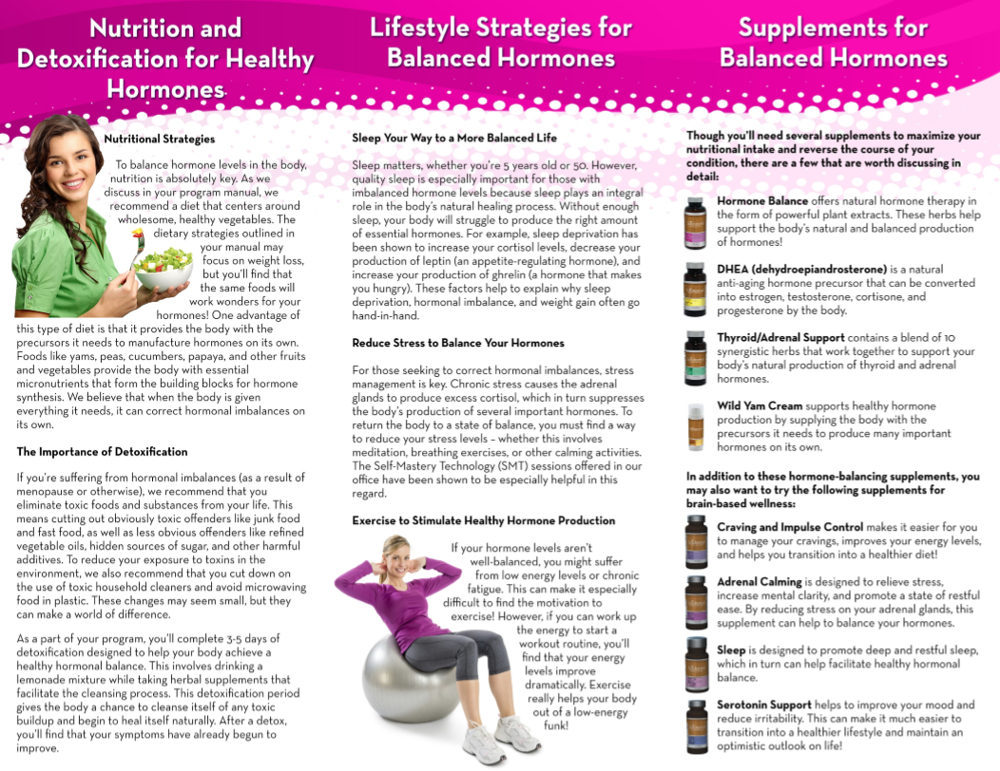 Nutrition and
Detoxification for Healthy
Hormones
Nutritional Strategies
To balance hormone levels in the body,
nutrition is absolutely key. As we
discuss in your program manual, we
recommend a diet that centers around
wholesome, healthy vegetables. The
dietary strategies outlined in
your manual may
focus on weight loss,
but you'll find that
the same foods will
work wonders for your
hormones! One advantage of
this type of diet is that it provides the body with the
precursors it needs to manufacture hormones on its own.
Foods like yams, peas, cucumbers, papaya, and other fruits
and vegetables provide the body with essential
micronutrients that form the building blocks for hormone
synthesis. We believe that when the body is given
everything it needs, it can correct hormonal imbalances on
its own.
The Importance of Detoxification
If you're suffering from hormonal imbalances (as a result of
menopause or otherwise), we recommend that you
eliminate toxic foods and substances from your life. This
means cutting out obviously toxic offenders like junk food
and fast food, as well as less obvious offenders like refined
vegetable oils, hidden sources of sugar, and other harmful
additives. To reduce your exposure to toxins in the
environment, we also recommend that you cut down on
the use of toxic household cleaners and avoid microwaving
food in plastic. These changes may seem small, but they
can make a world of difference.
As a part of your program, you'll complete 3-5 days of
detoxification designed to help your body achieve a
healthy hormonal balance. This involves drinking a
lemonade mixture while taking herbal supplements that
facilitate the cleansing process. This detoxification period
gives the body a chance to cleanse itself of any toxic
buildup and begin to heal itself naturally. After a detox,
you'll find that your symptoms have already begun to
improve.
Lifestyle Strategies for
Balanced Hormones
Sleep Your Way to a More Balanced Life
Sleep matters, whether you're 5 years old or 50. However,
quality sleep is especially important for those with
imbalanced hormone levels because sleep plays an integral
role in the body's natural healing process. Without enough
sleep, your body will struggle to produce the right amount
of essential hormones. For example, sleep deprivation has
been shown to increase your cortisol levels, decrease your
production of leptin (an appetite-regulating hormone), and
increase your production of ghrelin (a hormone that makes
you hungry). These factors help to explain why sleep
deprivation, hormonal imbalance, and weight gain often go
hand-in-hand.
Reduce Stress to Balance Your Hormones
For those seeking to correct hormonal imbalances, stress
management is key. Chronic stress causes the adrenal
glands to produce excess cortisol, which in turn suppresses
the body's production of several important hormones. To
return the body to a state of balance, you must find a way
to reduce your stress levels – whether this involves
meditation, breathing exercises, or other calming activities.
The Self-Mastery Technology (SMT) sessions offered in our
office have been shown to be especially helpful in this
regard.
Exercise to Stimulate Healthy Hormone Production
If your hormone levels aren't
well-balanced, you might suffer
from low energy levels or chronic
fatigue. This can make it especially
difficult to find the motivation to
exercise! However, if you can work up
the energy to start a
workout routine, you'll
find that your energy
levels improve
dramatically. Exercise
really helps your body
out of a low-energy
funk!
Supplements for
Balanced Hormones
Though you'll need several supplements to maximize your
nutritional intake and reverse the course of your
condition, there are a few that are worth discussing in
detail:
Hormone Balance offers natural hormone therapy in
the form of powerful plant extracts. These herbs help
support the body's natural and balanced production
of hormones!
DHEA (dehydroepiandrosterone) is a natural
anti-aging hormone precursor that can be converted
into estrogen, testosterone, cortisone, and
progesterone by the body.
Thyroid/Adrenal Support contains a blend of 10
synergistic herbs that work together to support your
body's natural production of thyroid and adrenal
hormones.
Wild Yam Cream supports healthy hormone
production by supplying the body with the
precursors it needs to produce many important
hormones on its own.
In addition to these hormone-balancing supplements, you
may also want to try the following supplements for
brain-based wellness:
Craving and Impulse Control makes it easier for you
to manage your cravings, improves your energy levels,
and helps you transition into a healthier diet!
Adrenal Calming is designed to relieve stress,
increase mental clarity, and promote a state of restful
ease. By reducing stress on your adrenal glands, this
supplement can help to balance your hormones.
Sleep is designed to promote deep and restful sleep,
which in turn can help facilitate healthy hormonal
balance.
Serotonin Support helps to improve your mood and
reduce irritability. This can make it much easier to
transition into a healthier lifestyle and maintain an
optimistic outlook on life!